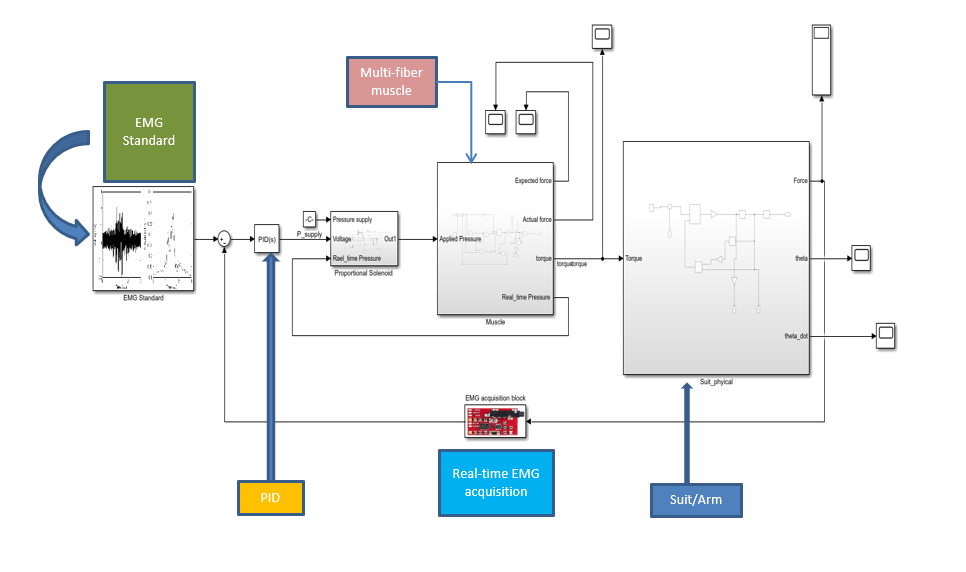 Multi-fiber
muscle
EMG
Standard
Expected force
Force
Pressure supply
-C-
Actual force
P_supply
PID(s)
Voltage
Out1
Applied Pressure
torque
torquetorque
Torque
theta
Rael_time Pressure
Proportional Solenoid
EMG Standard
Real_time Pressure
Muscle
theta_dot
Suit_phyical
EMG acquisition block
Real-time EMG
acquisition
PID
Suit/Arm